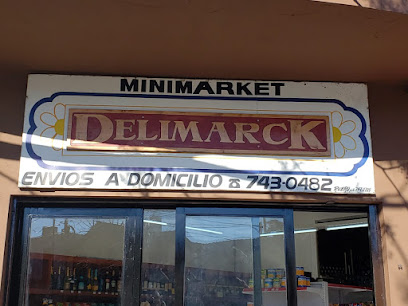 MINIMARKET
DELIMARCK
ENVIOS A DOMICILIO ☎ 743-0482